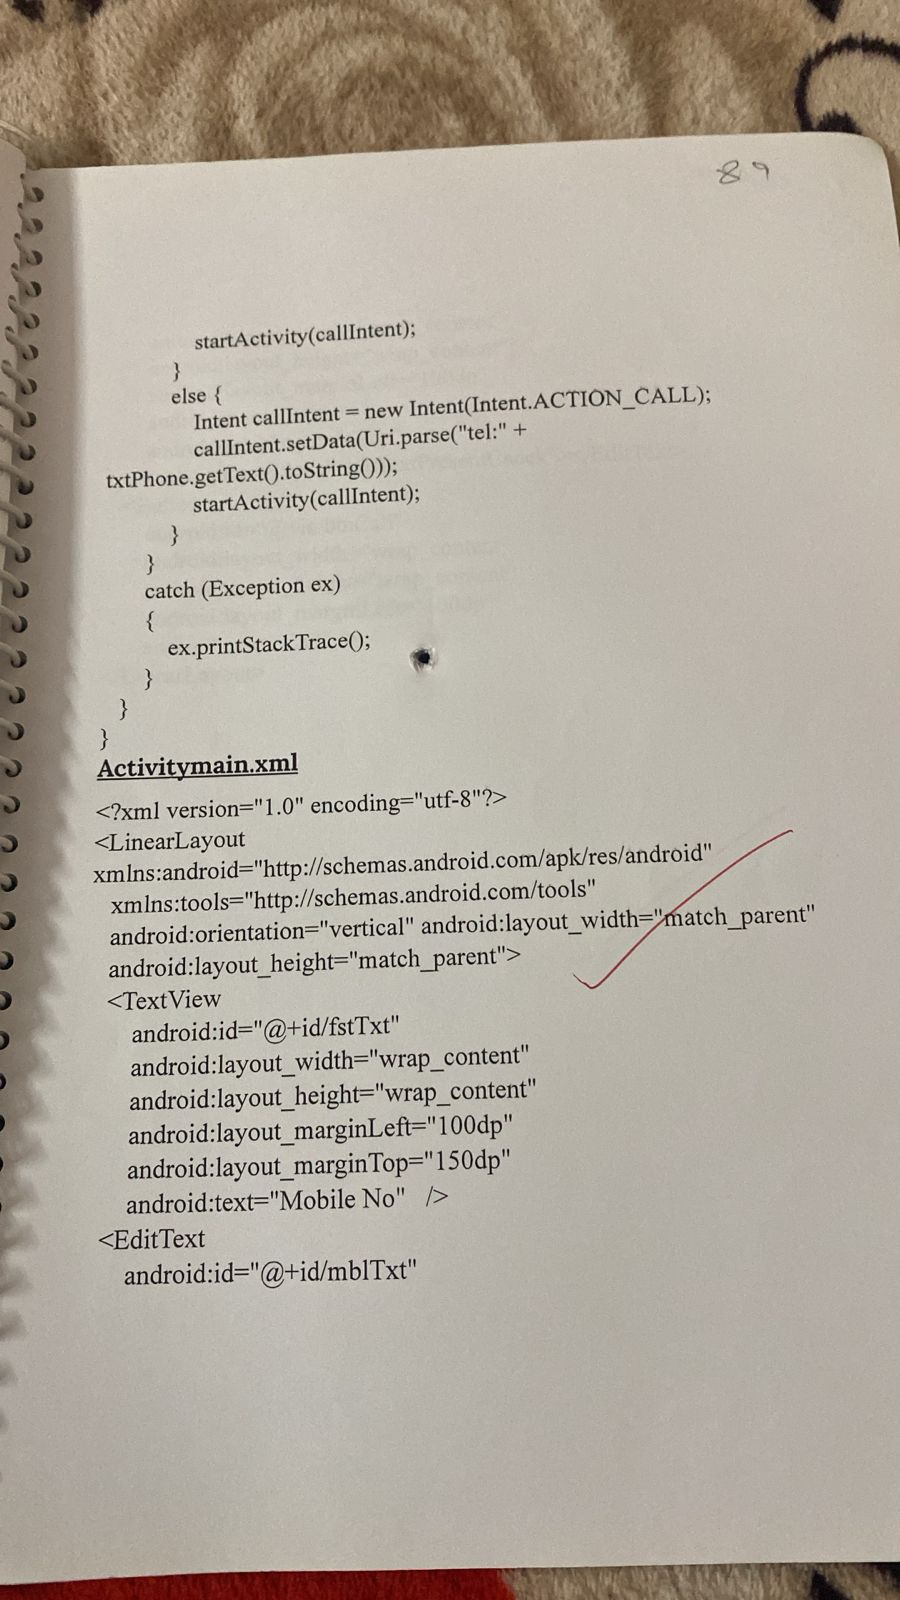 89
startActivity(callIntent);
}
else {
Intent callIntent = new Intent(Intent.ACTION_CALL);
callIntent.setData(Uri.parse("tel:" +
txtPhone.getText().toString()));
startActivity(callIntent);
}
}
catch (Exception ex)
{
ex.printStackTrace();
}
}
}
Activitymain.xml
<?xml version="1.0" encoding="utf-8"?>
<LinearLayout
xmlns:android="http://schemas.android.com/apk/res/android"
xmlns:tools="http://schemas.android.com/tools"
android:orientation="vertical" android:layout_width="match_parent"
android:layout_height="match_parent">
<TextView
android:id="@+id/fstTxt"
android:layout_width="wrap_content"
android:layout_height="wrap_content"
android:layout_marginLeft="100dp"
android:layout_marginTop="150dp"
android:text="Mobile No" />
<EditText
android:id="@+id/mblTxt"